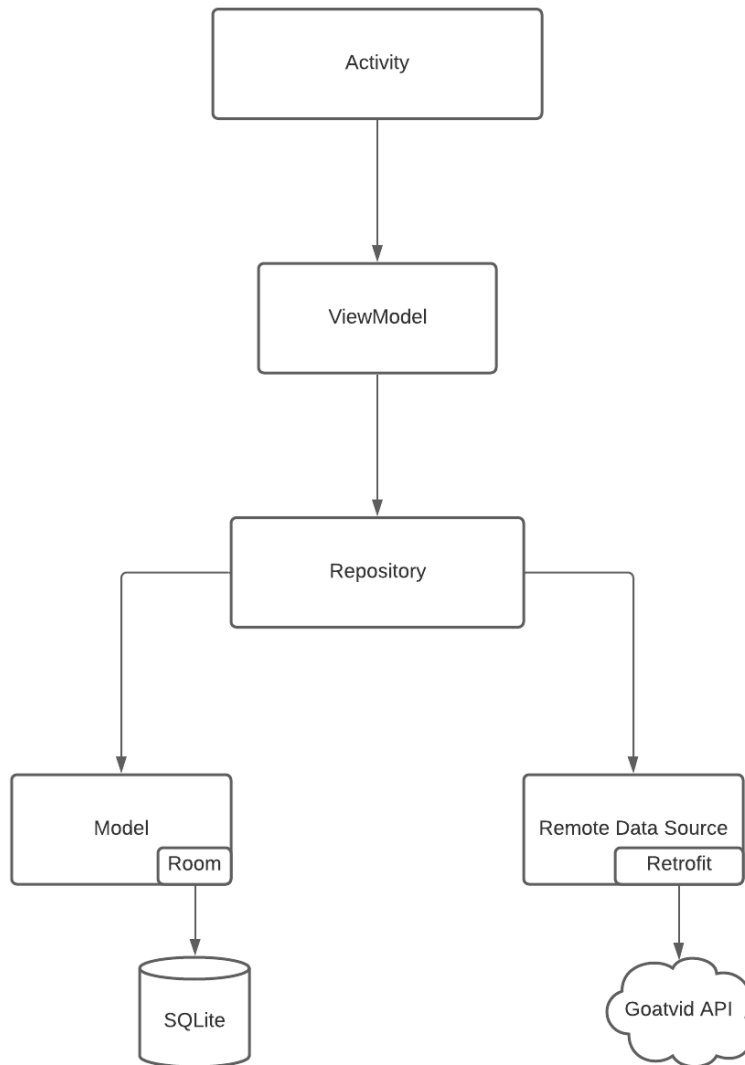 Activity
ViewModel
Repository
Model
Room
Remote Data Source
Retrofit
SQLite
Goatvid API